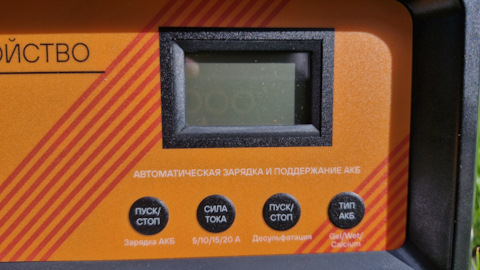 ОЙСТВО
АВТОМАТИЧЕСКАЯ ЗАРЯДКА И ПОДДЕРЖАНИЕ АКБ
ПУСК/
СТОП
СИЛА
ТОКА
ПУСК/
СТОП
ТИП
АКБ
Зарядка АКБ
5/10/15/20 А
Десульфатация
Gel/Wet/
Calcium